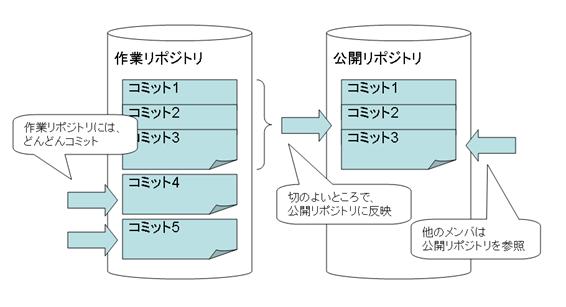 作業リポジトリ
コミット1
コミット2
コミット3
コミット4
コミット5
作業リポジトリには、
どんどんコミット
公開リポジトリ
コミット1
コミット2
コミット3
切のよいところで、
公開リポジトリに反映
他のメンバは
公開リポジトリを参照